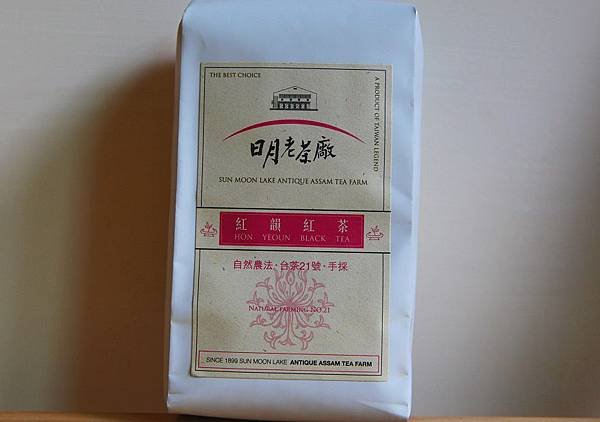 THE BEST CHOICE
A PRODUCT OF TAIWAN LEGEND
日月老茶廠
SUN MOON LAKE ANTIQUE ASSAM TEA FARM
紅韻紅茶
HON YEOUN BLACK TEA
自然農法·台茶21號·手採
NATURAL FARMING NO.21
SINCE 1899 SUN MOON LAKE ANTIQUE ASSAM TEA FARM